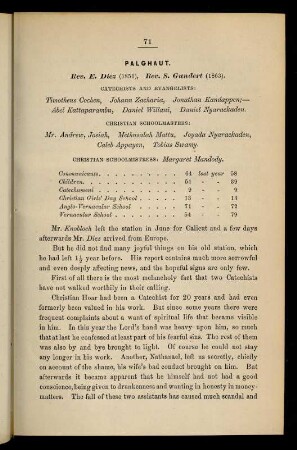 71
PALGHAUT.
Rev. E. Diez (1851), Rev. S. Gundert (1863).
CATECHISTS AND EVANGELISTS:
Timotheus Cochen, Johann Zacharia, Jonathan Kandappen;—
Abel Kattaparambu, Daniel Willani, Daniel Nyarackaden.
CHRISTIAN SCHOOLMASTERS:
Mr. Andrew, Josiah, Methusalah Mattu, Joyada Nyarackaden,
Caleb Appayen, Tobias Swamy.
CHRISTIAN SCHOOLMISTRESS: Margaret Mandody.
Communicants . . . . . 64 last year 58
Children . . . . . 64 „ 89
Catechumens . . . . . 2 „ 9
Christian Girls' Day School . . . 13 „ 13
Anglo-Vernacular School . . . 71 „ 72
Vernacular School . . . . 54 „ 79
Mr. Knobloch left the station in June for Calicut and a few days
afterwards Mr. Diez arrived from Europe.
But he did not find many joyful things on his old station, which
he had left 1½ year before. His report contains much more sorrowful
and even deeply affecting news, and the hopeful signs are only few.
First of all there is the most melancholy fact that two Catechists
have not walked worthily in their calling.
Christian Hoar had been a Catechist for 20 years and had even
formerly been valued in his work. But since some years there were
frequent complaints about a want of spiritual life that became visible
in him. In this year the Lord's hand was heavy upon him, so much
that at last he confessed at least part of his fearful sins. The rest of them
was also by and bye brought to light. Of course he could not stay
any longer in his work. Another, Nathanael, left as secretly, chiefly
on account of the shame, his wife's bad conduct brought on him. But
afterwards it became apparent that he himself had not had a good
conscience, being given to drunkenness and wanting in honesty in money-
matters. The fall of these two assistants has caused much scandal and